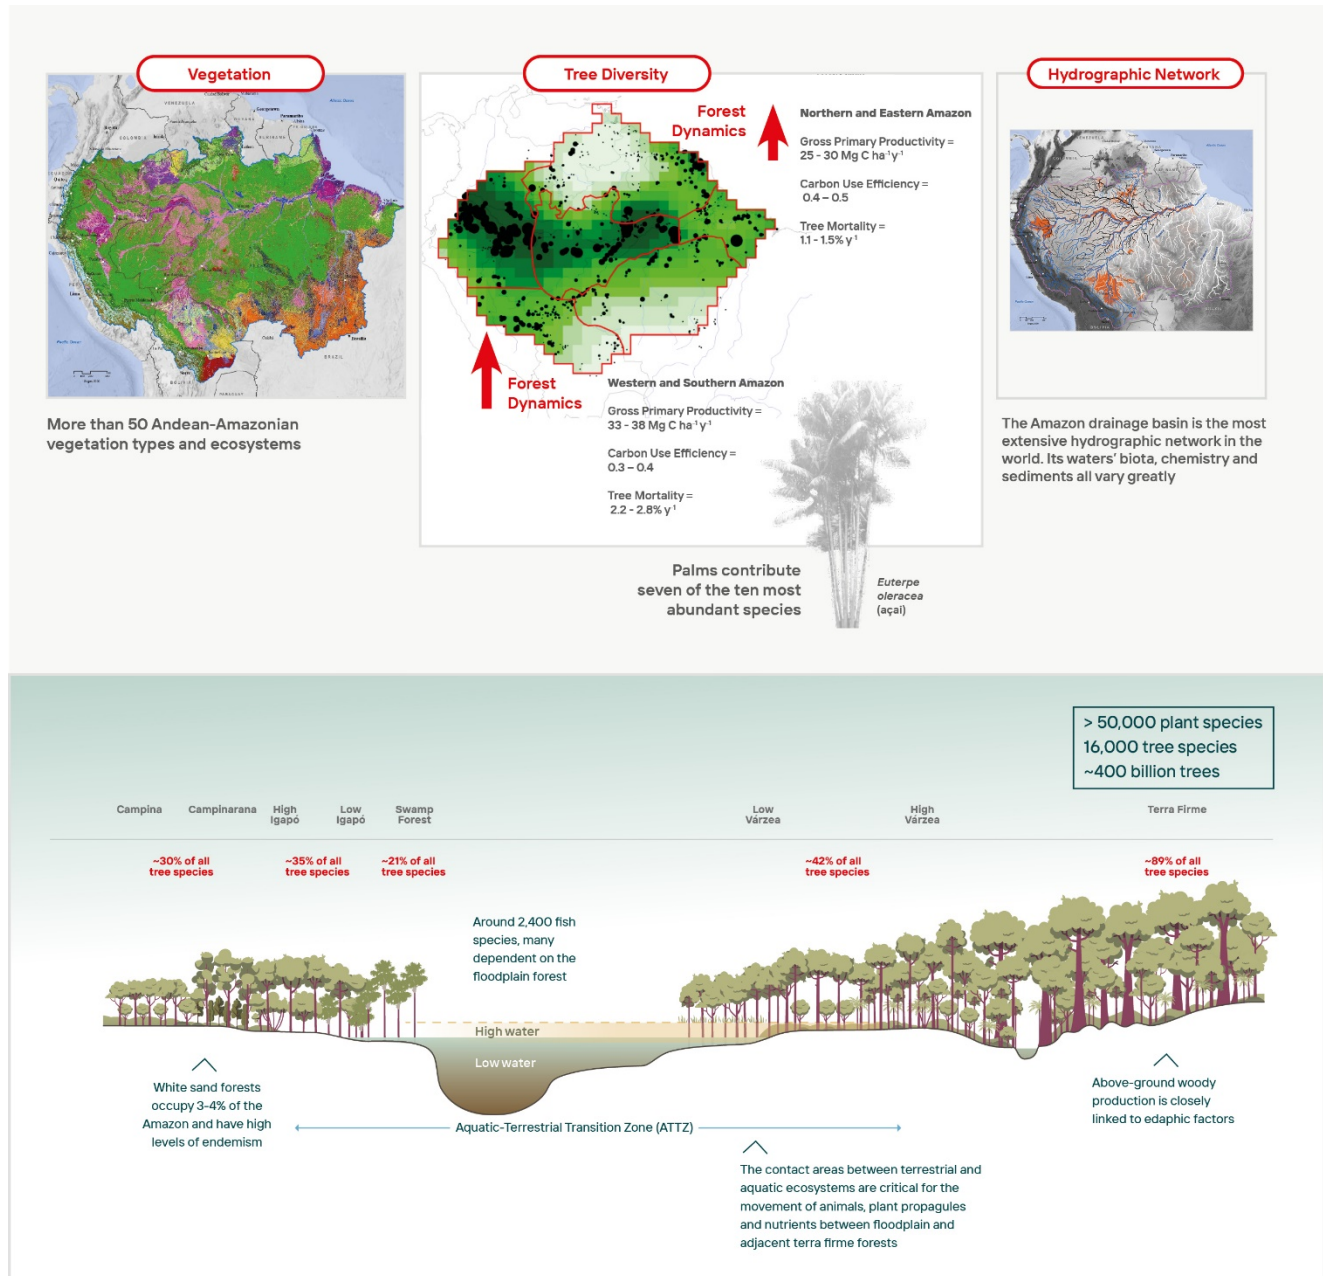 Vegetation
Tree Diversity
Hydrographic Network
Forest
Dynamics
Northern and Eastern Amazon
Gross Primary Productivity =
25 - 30 Mg C ha⁻¹y⁻¹
Carbon Use Efficiency =
0.4 – 0.5
Tree Mortality =
1.1 - 1.5% y⁻¹
VENEZUELA
COLOMBIA
BRAZIL
Forest
Dynamics
Western and Southern Amazon
Gross Primary Productivity =
33 - 38 Mg C ha⁻¹y⁻¹
Carbon Use Efficiency =
0.3 – 0.4
Tree Mortality =
2.2 - 2.8% y⁻¹
More than 50 Andean-Amazonian
vegetation types and ecosystems
The Amazon drainage basin is the most
extensive hydrographic network in the
world. Its waters' biota, chemistry and
sediments all vary greatly
Palms contribute
seven of the ten most
abundant species
Euterpe
oleracea
(açaí)
> 50,000 plant species
16,000 tree species
~400 billion trees
Campina
Campinarana
High
Igapó
Low
Igapó
Swamp
Forest
Low
Várzea
High
Várzea
Terra Firme
~30% of all
tree species
~35% of all
tree species
~21% of all
tree species
~42% of all
tree species
~89% of all
tree species
Around 2,400 fish
species, many
dependent on the
floodplain forest
High water
Low water
White sand forests
occupy 3-4% of the
Amazon and have high
levels of endemism
Aquatic-Terrestrial Transition Zone (ATTZ)
Above-ground woody
production is closely
linked to edaphic factors
The contact areas between terrestrial and
aquatic ecosystems are critical for the
movement of animals, plant propagules
and nutrients between floodplain and
adjacent terra firme forests